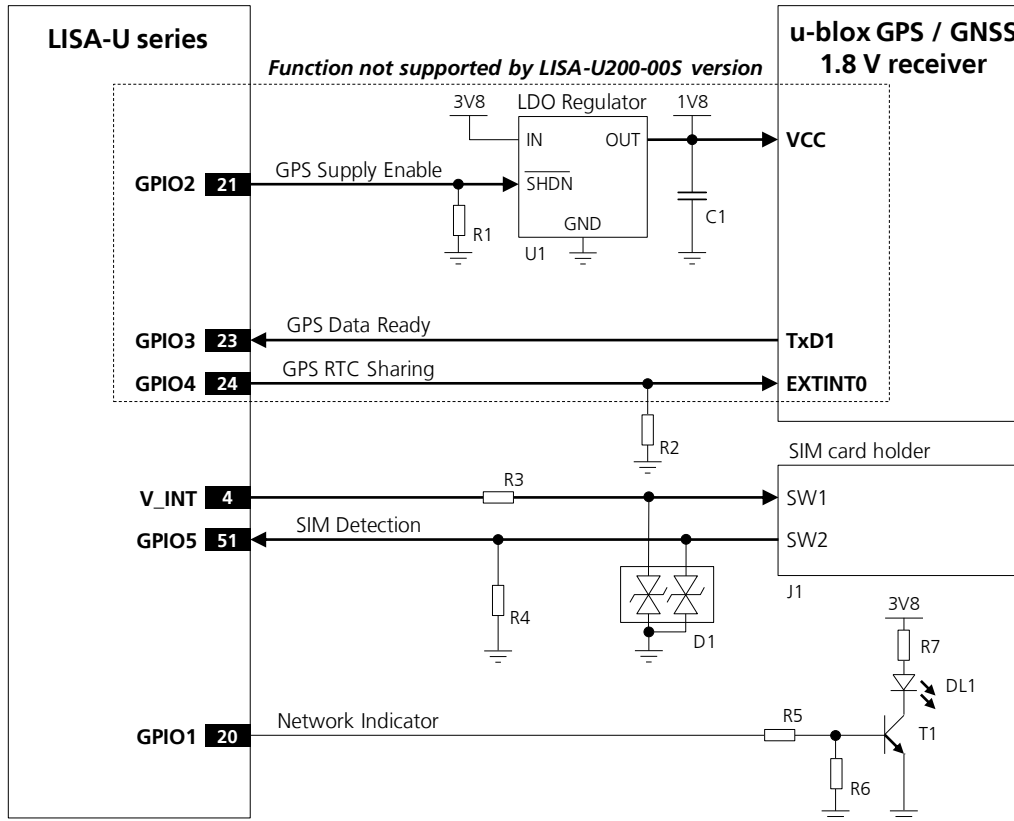 LISA-U series
u-blox GPS / GNSS
1.8 V receiver
Function not supported by LISA-U200-00S version
3V8
LDO Regulator
1V8
IN
OUT
VCC
GPIO2 21
GPS Supply Enable
SHDN
R1
GND
C1
U1
GPIO3 23
GPS Data Ready
TxD1
GPIO4 24
GPS RTC Sharing
EXTINT0
R2
SIM card holder
V_INT 4
R3
SW1
GPIO5 51
SIM Detection
SW2
R4
D1
J1
3V8
R7
DL1
GPIO1 20
Network Indicator
R5
T1
R6